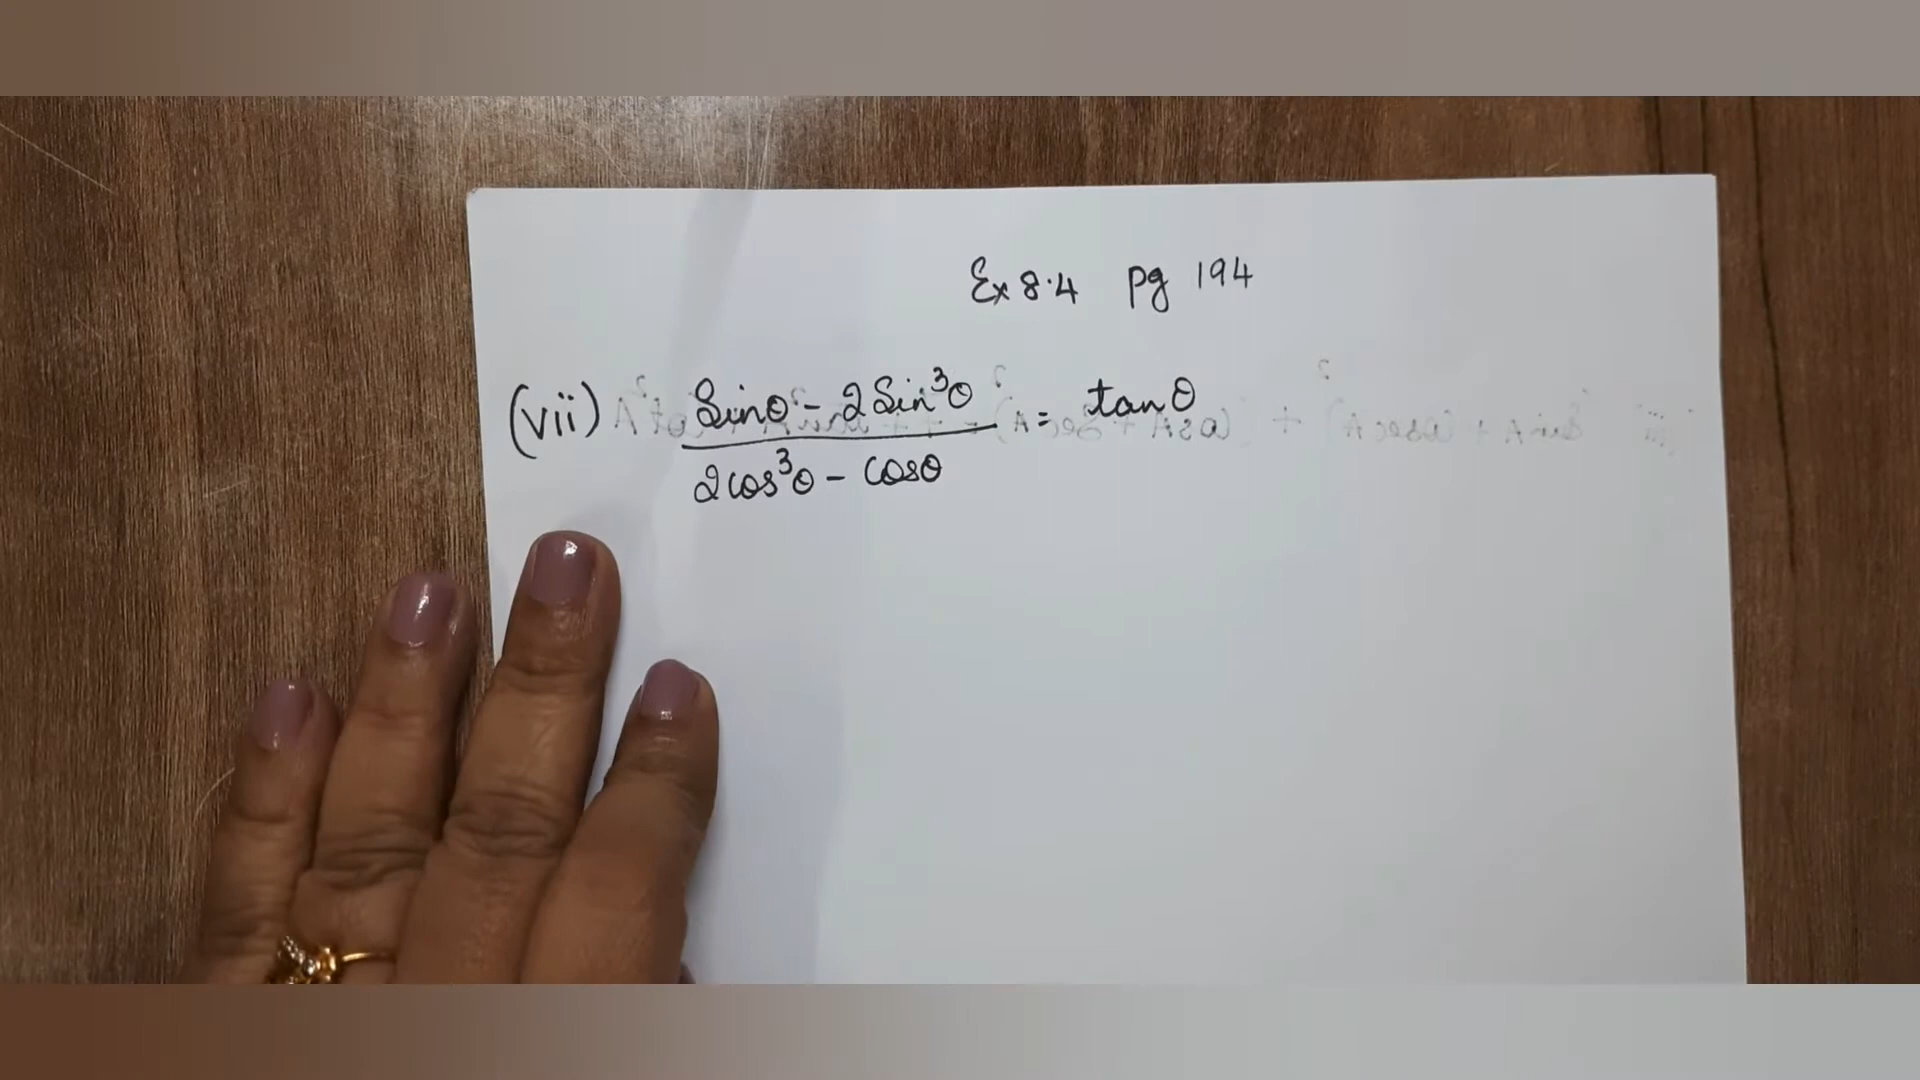 Ex 8.4 pg 194
(vii) Sinθ - 2Sin³θ = tanθ
2cos³θ - cosθ